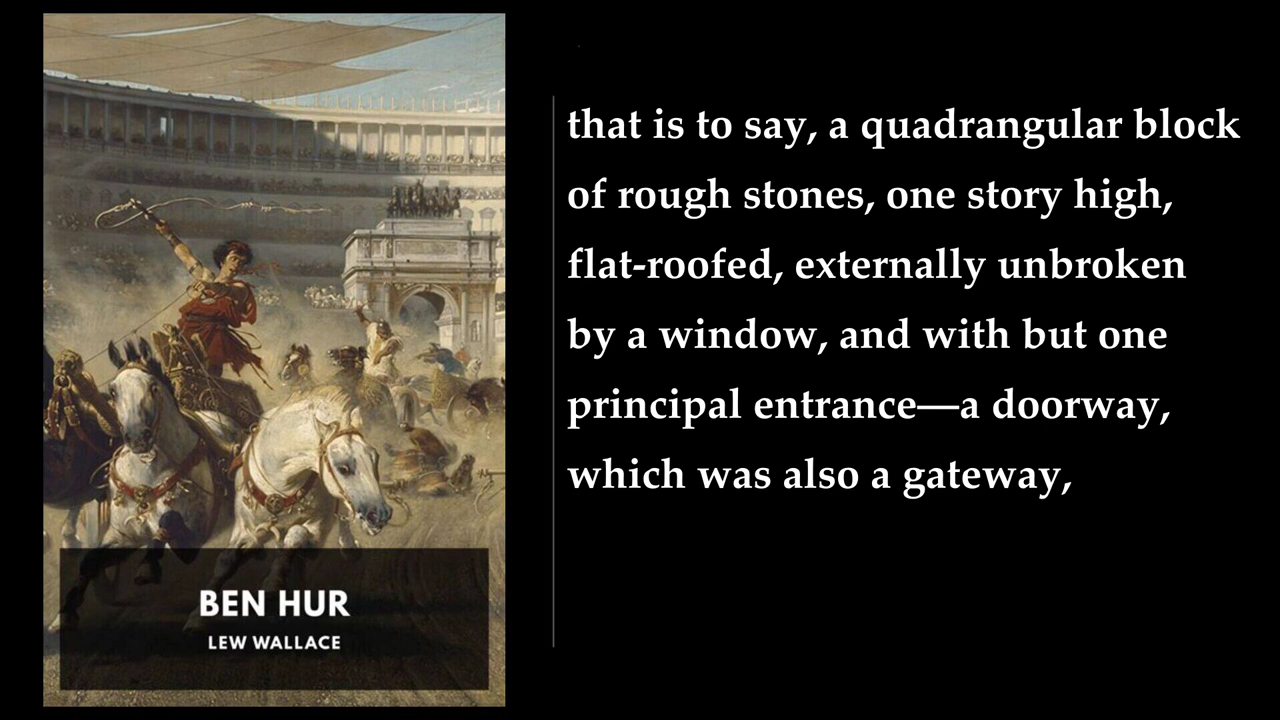 that is to say, a quadrangular block
of rough stones, one story high,
flat-roofed, externally unbroken
by a window, and with but one
principal entrance—a doorway,
which was also a gateway,
BEN HUR
LEW WALLACE